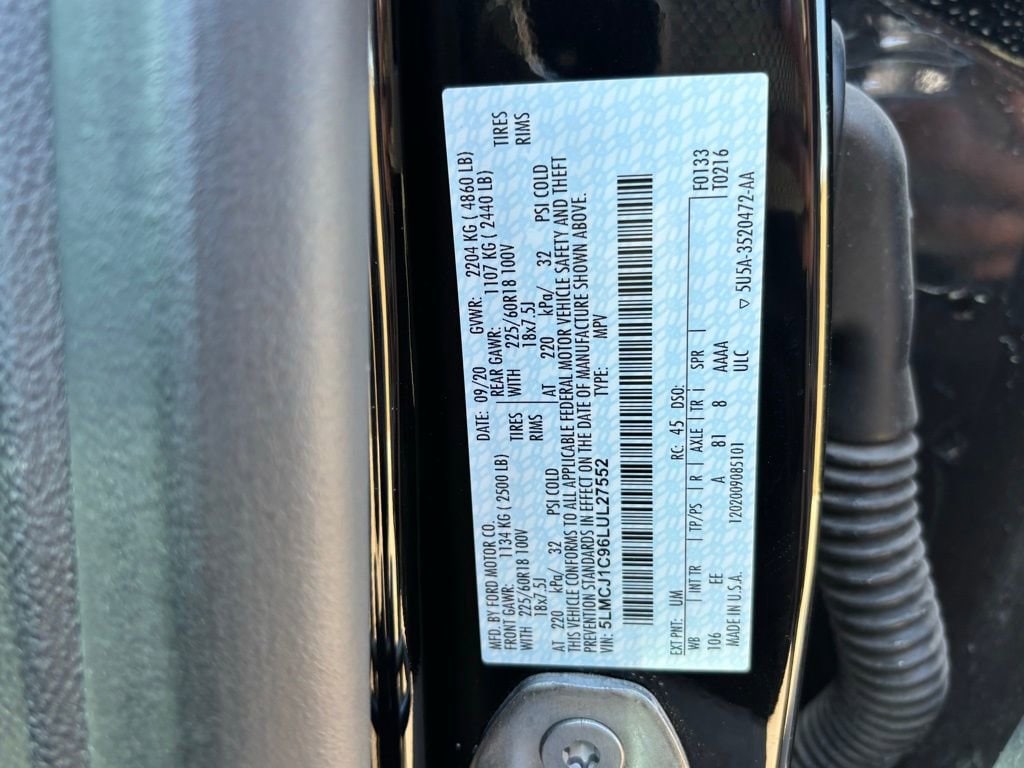 MFD. BY FORD MOTOR CO. DATE: 09/20 GVWR: 2204 KG ( 4860 LB)
FRONT GAWR: 1134 KG ( 2500 LB) REAR GAWR: 1107 KG ( 2440 LB)
WITH 225/60R18 100V TIRES WITH 225/60R18 100V TIRES
18x7.5J RIMS 18x7.5J RIMS
AT 220 kPa/ 32 PSI COLD AT 220 kPa/ 32 PSI COLD
THIS VEHICLE CONFORMS TO ALL APPLICABLE FEDERAL MOTOR VEHICLE SAFETY AND THEFT
PREVENTION STANDARDS IN EFFECT ON THE DATE OF MANUFACTURE SHOWN ABOVE.
VIN: 5LMCJ1C96LUL27552 TYPE: MPV
EXT PNT: UM RC: 45 DSO: F0133
WB INT TR TP/PS R AXLE TR SPR T0216
106 EE A 81 8 AAAA
MADE IN U.S.A. 1202009085101 ULC ▽ 5U5A-3520472-AA